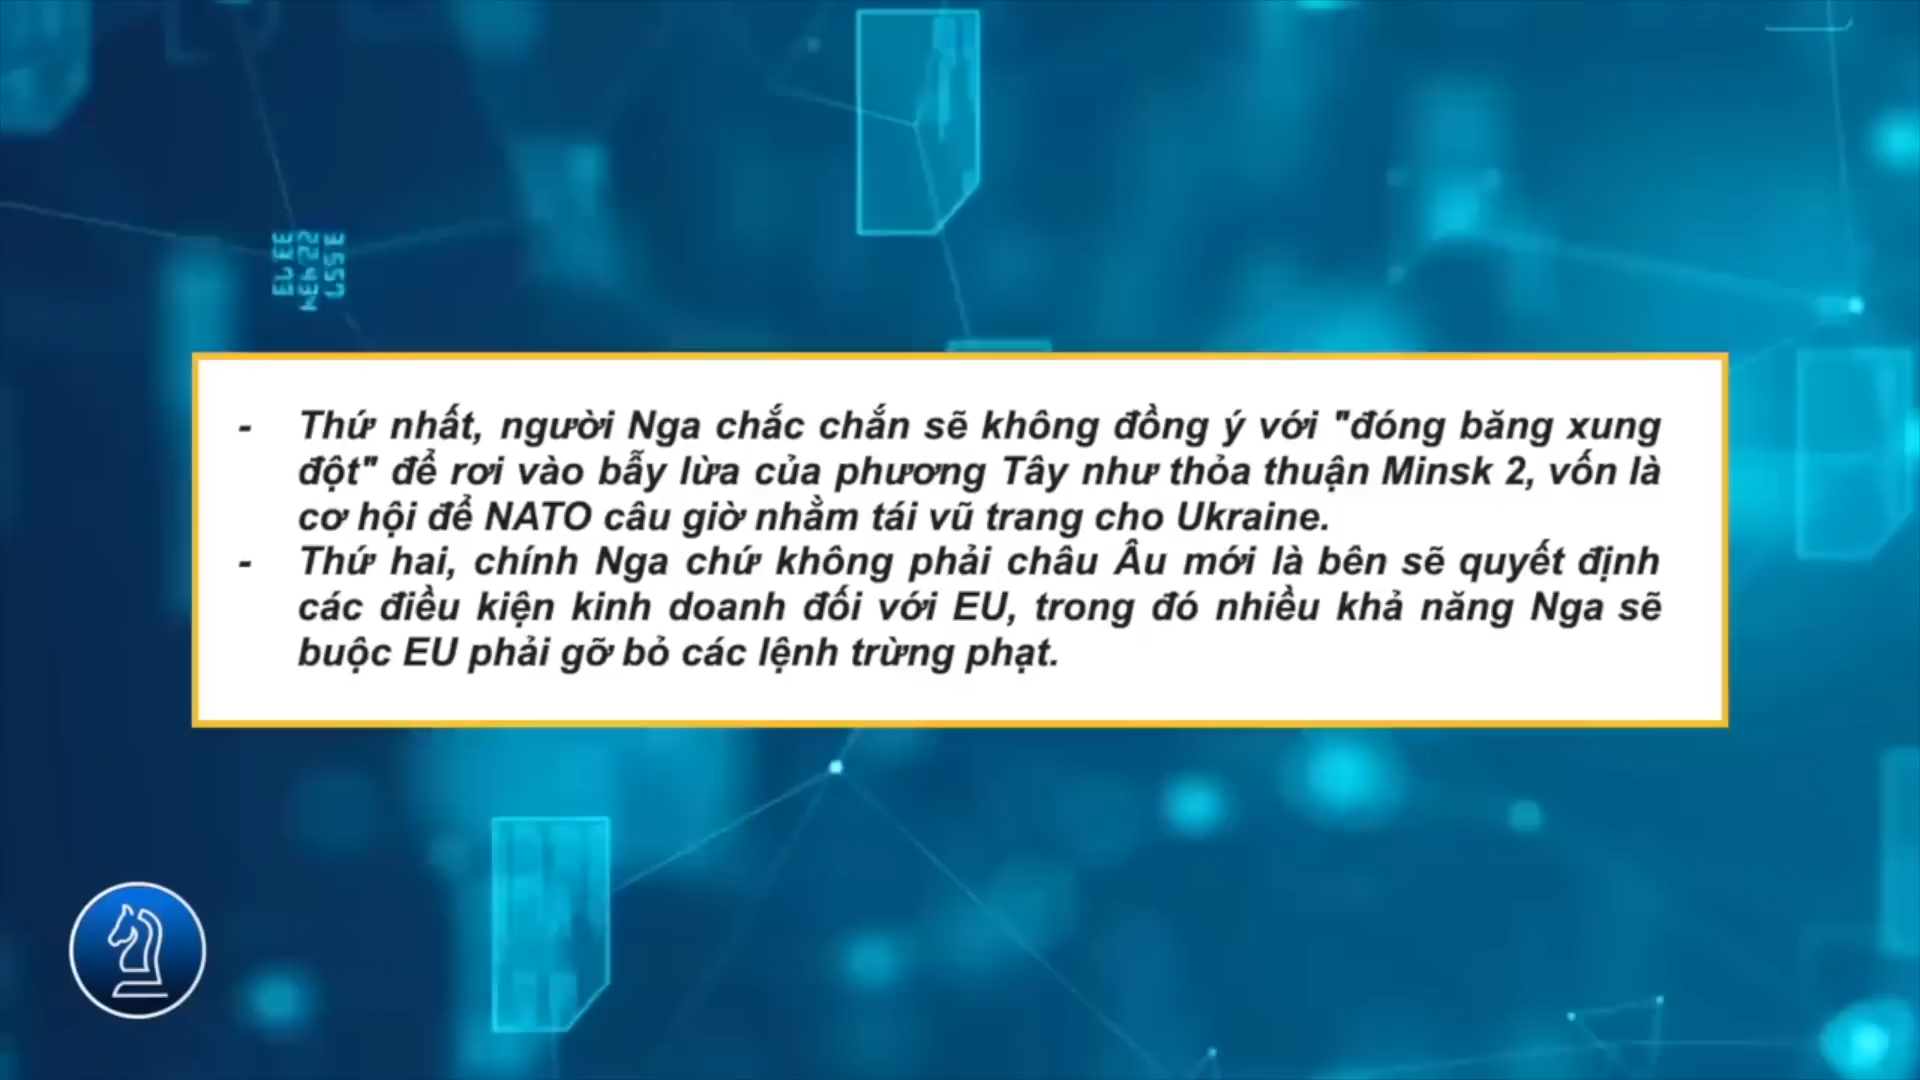 - Thứ nhất, người Nga chắc chắn sẽ không đồng ý với "đóng băng xung
đột" để rơi vào bẫy lừa của phương Tây như thỏa thuận Minsk 2, vốn là
cơ hội để NATO câu giờ nhằm tái vũ trang cho Ukraine.
- Thứ hai, chính Nga chứ không phải châu Âu mới là bên sẽ quyết định
các điều kiện kinh doanh đối với EU, trong đó nhiều khả năng Nga sẽ
buộc EU phải gỡ bỏ các lệnh trừng phạt.